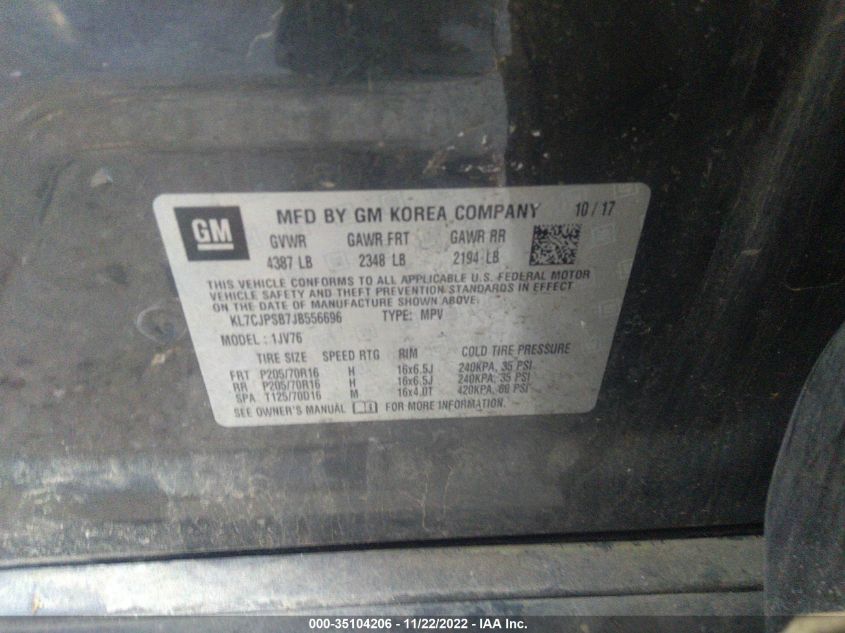 GM
MFD BY GM KOREA COMPANY 10/17
GVWR GAWR FRT GAWR RR
4387 LB 2348 LB 2194 LB
THIS VEHICLE CONFORMS TO ALL APPLICABLE U.S. FEDERAL MOTOR
VEHICLE SAFETY AND THEFT PREVENTION STANDARDS IN EFFECT
ON THE DATE OF MANUFACTURE SHOWN ABOVE.
KL7CJPSB7JB556696 TYPE: MPV
MODEL: 1JV76
TIRE SIZE SPEED RTG RIM COLD TIRE PRESSURE
FRT P205/70R16 H 16x6.5J 240KPA, 35 PSI
RR P205/70R16 H 16x6.5J 240KPA, 35 PSI
SPA T125/70D16 M 16x4.0T 420KPA, 60 PSI
SEE OWNER'S MANUAL FOR MORE INFORMATION.
000-35104206 - 11/22/2022 - IAA Inc.